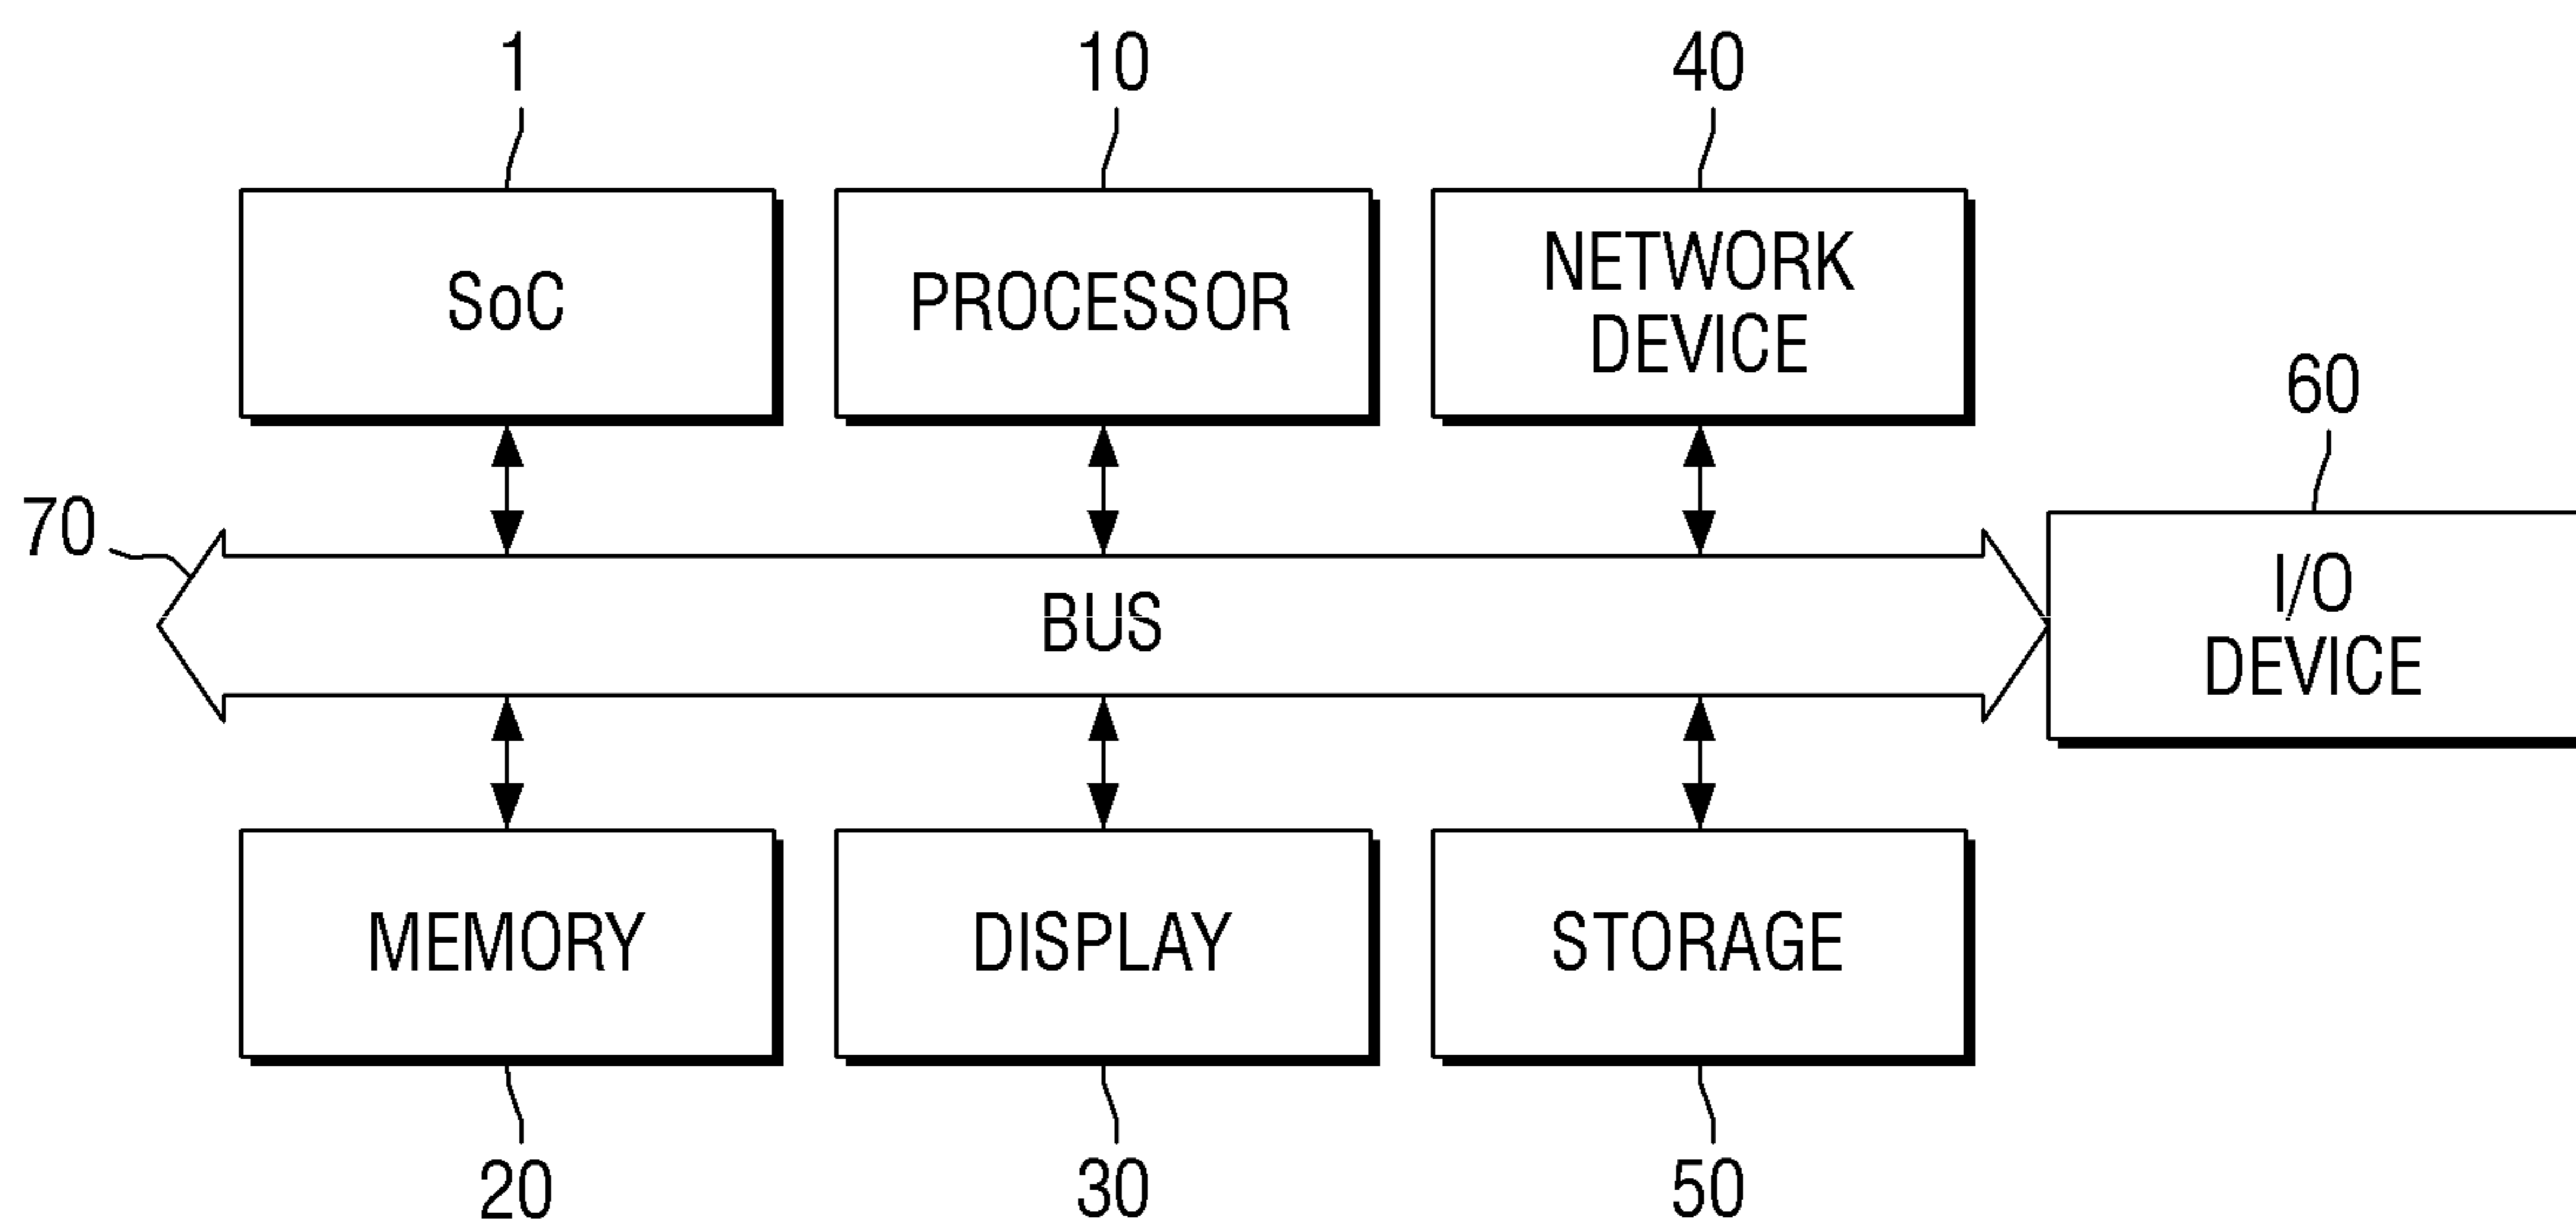 1
10
40
SoC
PROCESSOR
NETWORK
DEVICE
60
70
BUS
I/O
DEVICE
MEMORY
DISPLAY
STORAGE
20
30
50